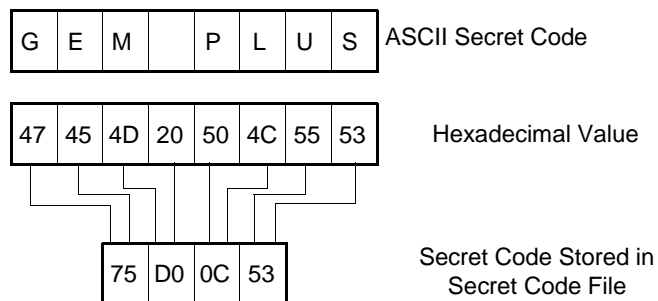 G E M P L U S ASCII Secret Code
47 45 4D 20 50 4C 55 53 Hexadecimal Value
75 D0 0C 53 Secret Code Stored in
Secret Code File